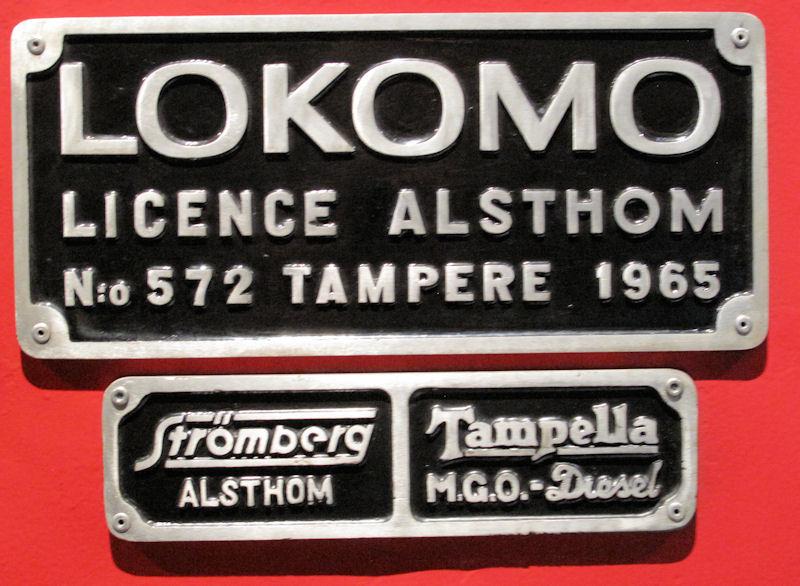 LOKOMO
LICENCE ALSTHOM
N:o 572 TAMPERE 1965
Strömberg
ALSTHOM
Tampella
M.G.O.-Diesel